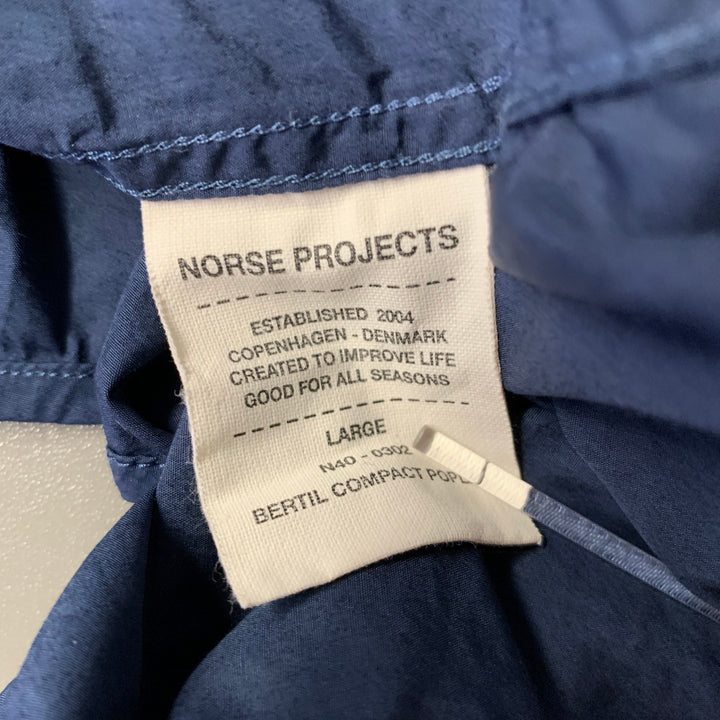 NORSE PROJECTS
ESTABLISHED 2004
COPENHAGEN - DENMARK
CREATED TO IMPROVE LIFE
GOOD FOR ALL SEASONS
LARGE
N40 - 0302
BERTIL COMPACT